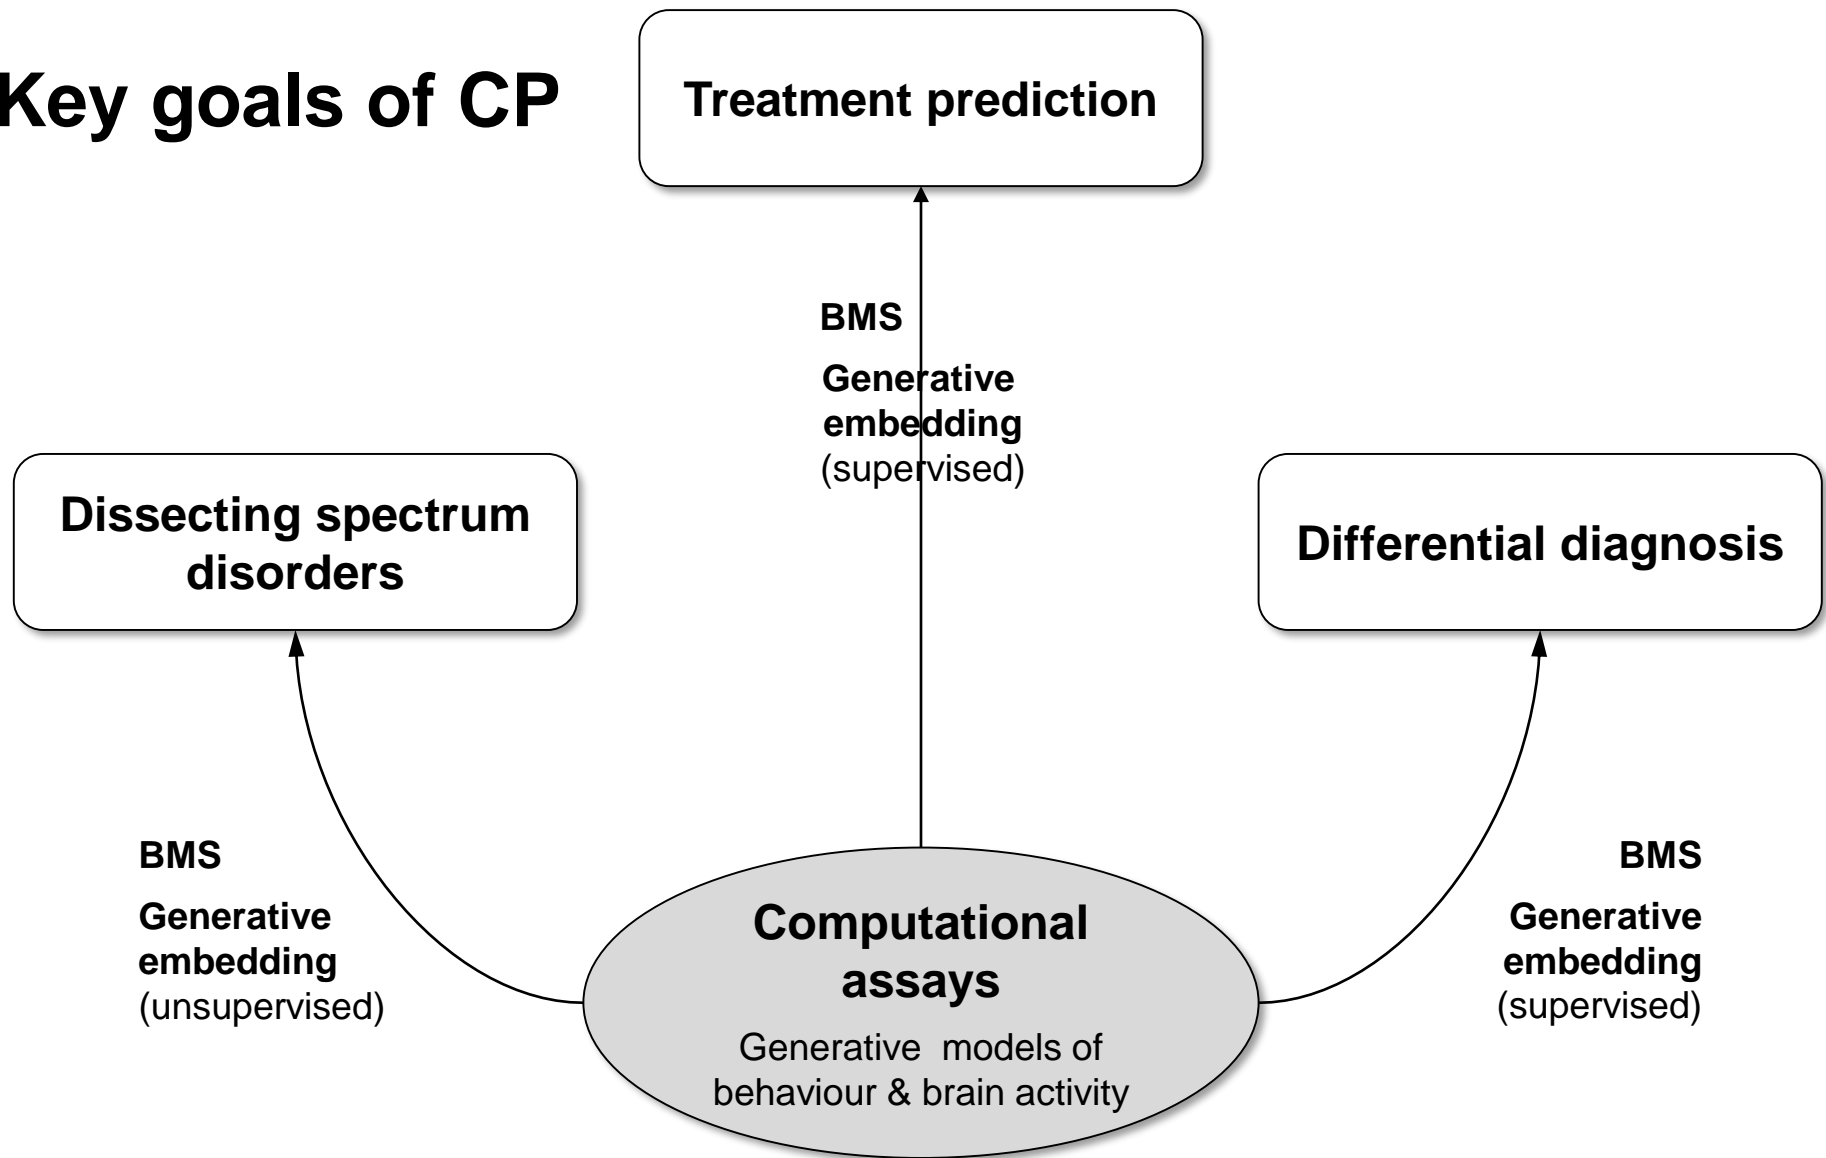 Key goals of CP
Treatment prediction
BMS
Generative
embedding
(supervised)
Dissecting spectrum
disorders
Differential diagnosis
BMS
Generative
embedding
(unsupervised)
BMS
Generative
embedding
(supervised)
Computational
assays
Generative models of
behaviour & brain activity